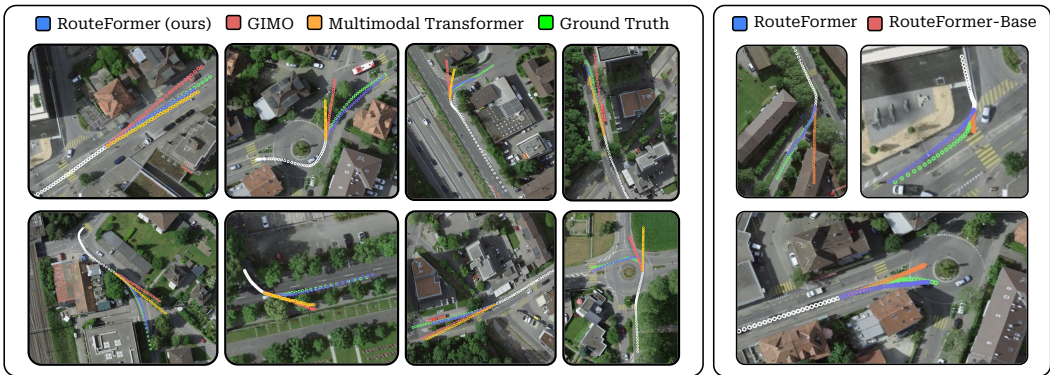 RouteFormer (ours) GIMO Multimodal Transformer Ground Truth
RouteFormer RouteFormer-Base